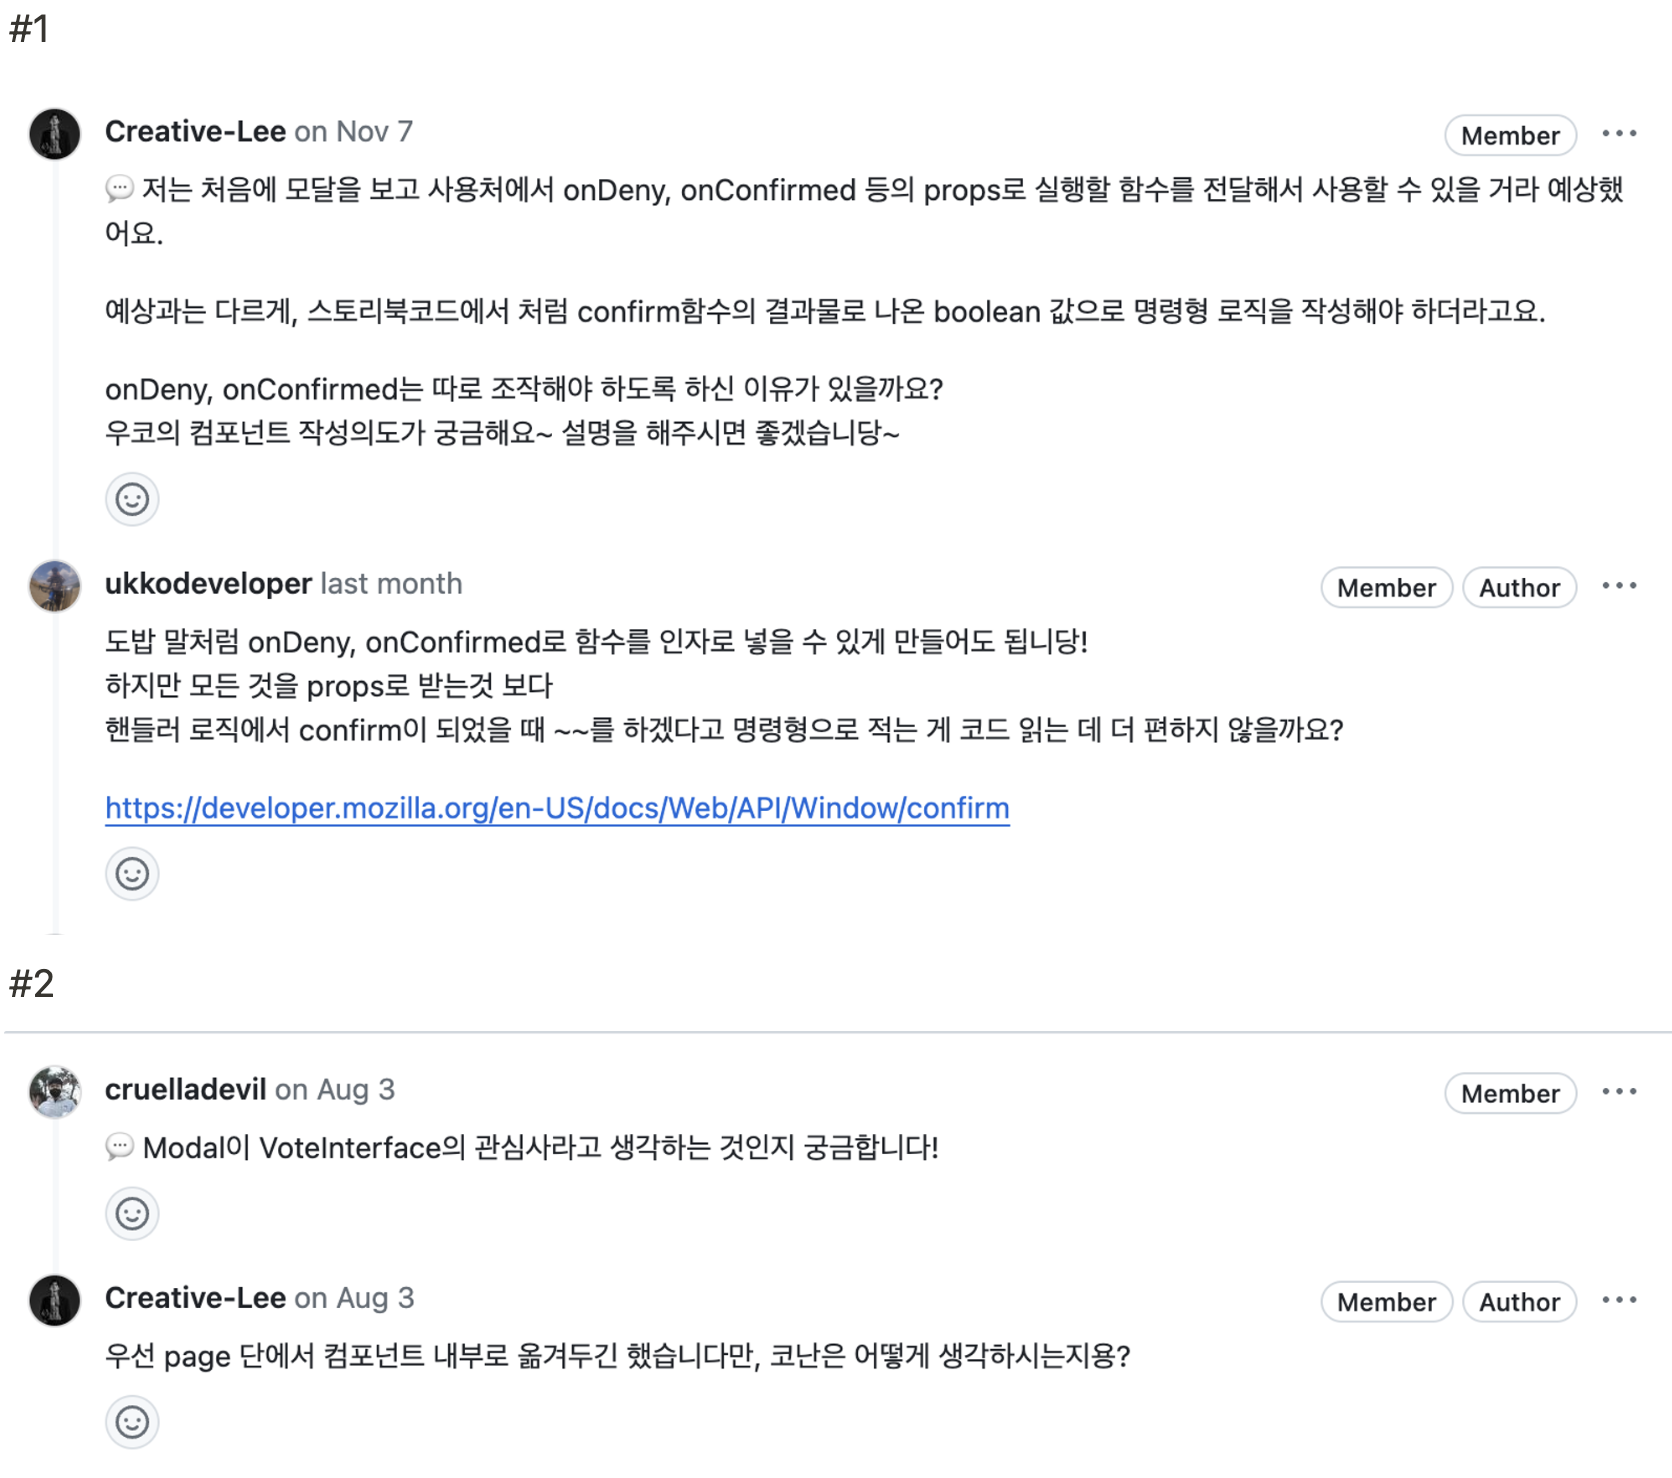 #1
Creative-Lee on Nov 7
Member
💬 저는 처음에 모달을 보고 사용처에서 onDeny, onConfirmed 등의 props로 실행할 함수를 전달해서 사용할 수 있을 거라 예상했
어요.
예상과는 다르게, 스토리북코드에서 처럼 confirm함수의 결과물로 나온 boolean 값으로 명령형 로직을 작성해야 하더라고요.
onDeny, onConfirmed는 따로 조작해야 하도록 하신 이유가 있을까요?
우코의 컴포넌트 작성의도가 궁금해요~ 설명을 해주시면 좋겠습니당~
ukkodeveloper last month
Member Author
도밥 말처럼 onDeny, onConfirmed로 함수를 인자로 넣을 수 있게 만들어도 됩니당!
하지만 모든 것을 props로 받는것 보다
핸들러 로직에서 confirm이 되었을 때 ~~를 하겠다고 명령형으로 적는 게 코드 읽는 데 더 편하지 않을까요?
https://developer.mozilla.org/en-US/docs/Web/API/Window/confirm
#2
cruelladevil on Aug 3
Member
💬 Modal이 VoteInterface의 관심사라고 생각하는 것인지 궁금합니다!
Creative-Lee on Aug 3
Member Author
우선 page 단에서 컴포넌트 내부로 옮겨두긴 했습니다만, 코난은 어떻게 생각하시는지용?